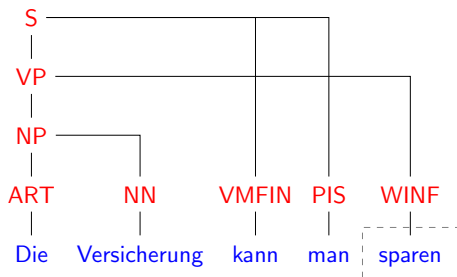 S
VP
NP
ART NN VMFIN PIS WINF
Die Versicherung kann man sparen